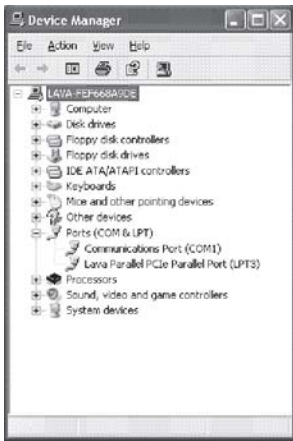 Device Manager
File Action View Help
LAVA-FEF668A9DE
Computer
Disk drives
Floppy disk controllers
Floppy disk drives
IDE ATA/ATAPI controllers
Keyboards
Mice and other pointing devices
Other devices
Ports (COM & LPT)
Communications Port (COM1)
Lava Parallel PCIe Parallel Port (LPT3)
Processors
Sound, video and game controllers
System devices